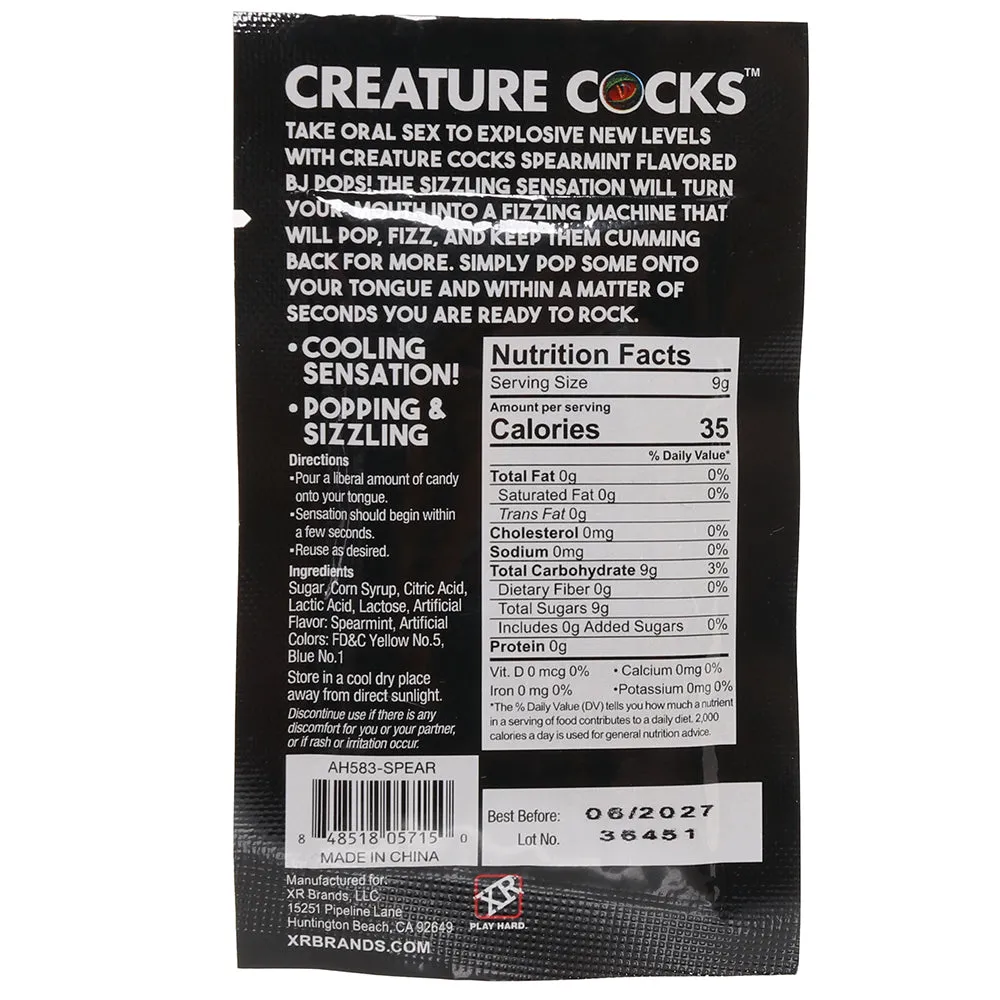 CREATURE COCKS™
TAKE ORAL SEX TO EXPLOSIVE NEW LEVELS
WITH CREATURE COCKS SPEARMINT FLAVORED
BJ POPS! THE SIZZLING SENSATION WILL TURN
YOUR MOUTH INTO A FIZZING MACHINE THAT
WILL POP, FIZZ, AND KEEP THEM CUMMING
BACK FOR MORE. SIMPLY POP SOME ONTO
YOUR TONGUE AND WITHIN A MATTER OF
SECONDS YOU ARE READY TO ROCK.
• COOLING
SENSATION!
• POPPING &
SIZZLING
Directions
•Pour a liberal amount of candy
onto your tongue.
•Sensation should begin within
a few seconds.
•Reuse as desired.
Ingredients
Sugar, Corn Syrup, Citric Acid,
Lactic Acid, Lactose, Artificial
Flavor: Spearmint, Artificial
Colors: FD&C Yellow No.5,
Blue No.1
Store in a cool dry place
away from direct sunlight.
Discontinue use if there is any
discomfort for you or your partner,
or if rash or irritation occur.
Nutrition Facts
Serving Size 9g
Amount per serving
Calories 35
% Daily Value*
Total Fat 0g 0%
Saturated Fat 0g 0%
Trans Fat 0g
Cholesterol 0mg 0%
Sodium 0mg 0%
Total Carbohydrate 9g 3%
Dietary Fiber 0g 0%
Total Sugars 9g
Includes 0g Added Sugars 0%
Protein 0g
Vit. D 0 mcg 0% • Calcium 0mg 0%
Iron 0 mg 0% •Potassium 0mg 0%
*The % Daily Value (DV) tells you how much a nutrient
in a serving of food contributes to a daily diet. 2,000
calories a day is used for general nutrition advice.
AH583-SPEAR
8 48518 05715 0
MADE IN CHINA
Best Before: 06/2027
Lot No. 36451
Manufactured for:
XR Brands, LLC
15251 Pipeline Lane
Huntington Beach, CA 92649
XRBRANDS.COM
XR
PLAY HARD.